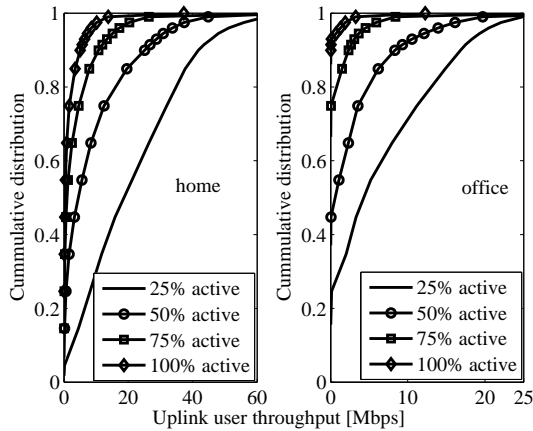 1
0.8
0.6
0.4
0.2
0
Cummulative distribution
home
25% active
50% active
75% active
100% active
0 20 40 60
1
0.8
0.6
0.4
0.2
0
Cummulative distribution
office
25% active
50% active
75% active
100% active
0 10 20 25
Uplink user throughput [Mbps]